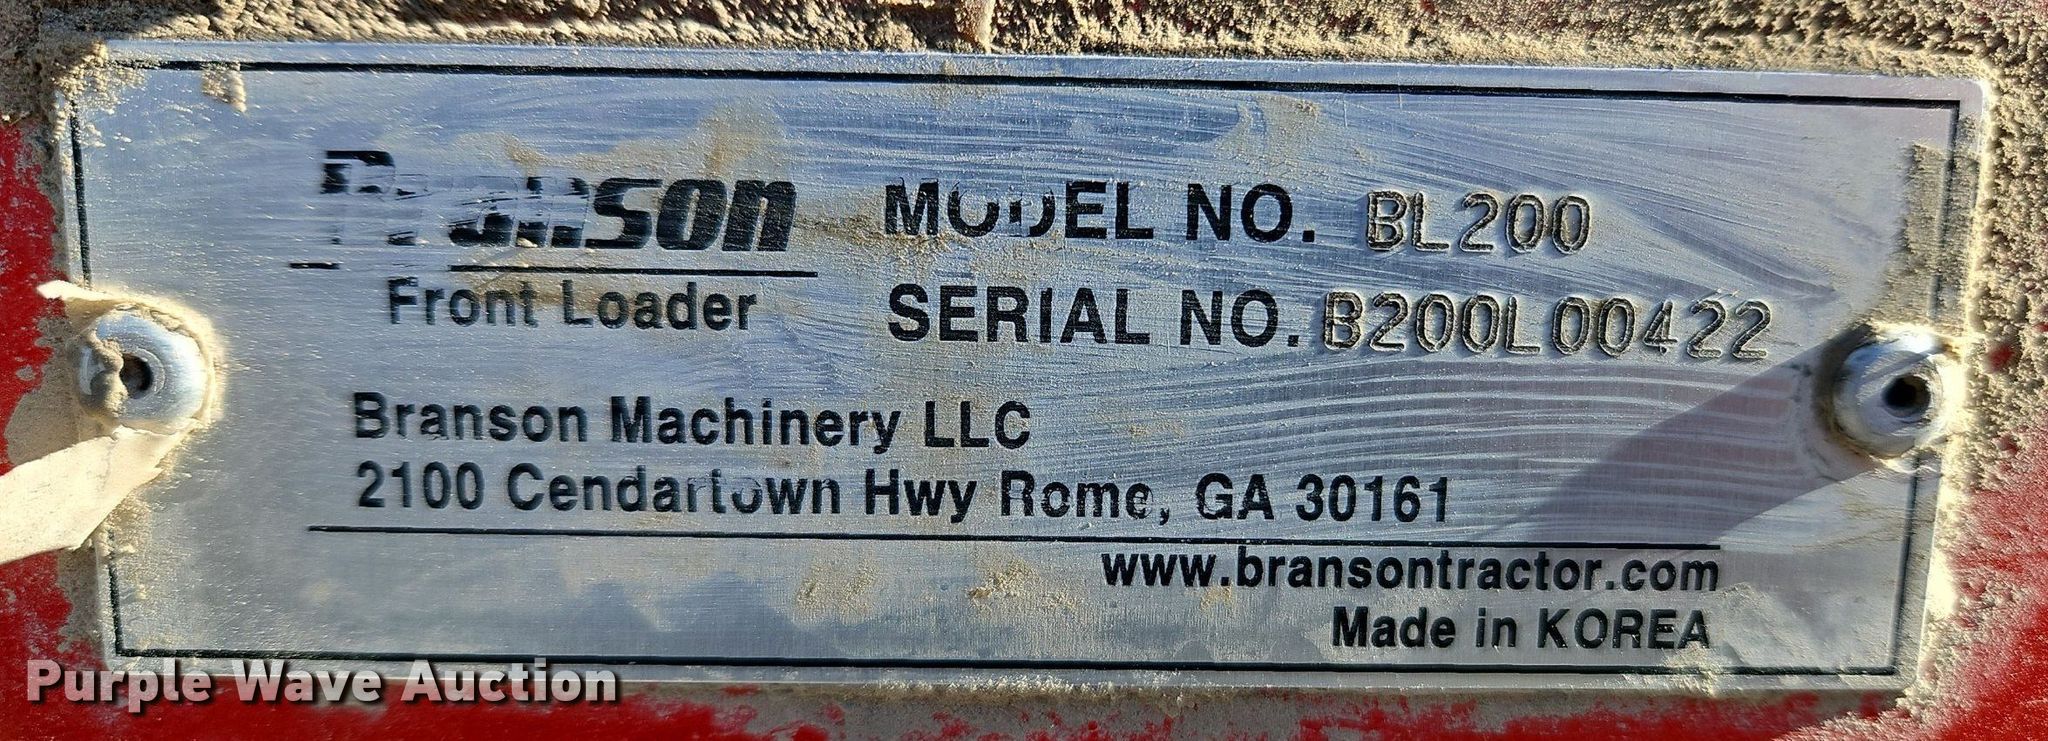 Branson
Front Loader
MODEL NO. BL200
SERIAL NO. B200L00422
Branson Machinery LLC
2100 Cendartown Hwy Rome, GA 30161
www.bransontractor.com
Made in KOREA
Purple Wave Auction